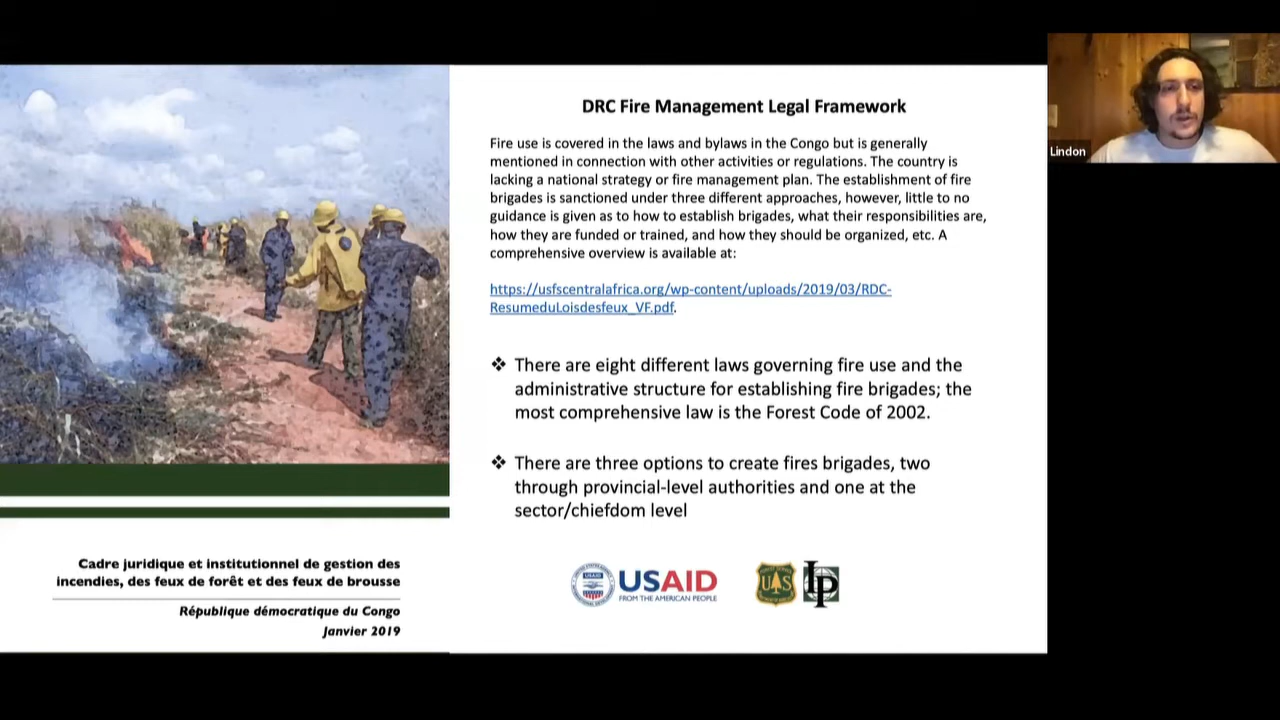 DRC Fire Management Legal Framework
Fire use is covered in the laws and bylaws in the Congo but is generally
mentioned in connection with other activities or regulations. The country is
lacking a national strategy or fire management plan. The establishment of fire
brigades is sanctioned under three different approaches, however, little to no
guidance is given as to how to establish brigades, what their responsibilities are,
how they are funded or trained, and how they should be organized, etc. A
comprehensive overview is available at:
https://usfscentralafrica.org/wp-content/uploads/2019/03/RDC-
ResumeduLoisdesfeux_VF.pdf.
❖ There are eight different laws governing fire use and the
administrative structure for establishing fire brigades; the
most comprehensive law is the Forest Code of 2002.
❖ There are three options to create fires brigades, two
through provincial-level authorities and one at the
sector/chiefdom level
Cadre juridique et institutionnel de gestion des
incendies, des feux de forêt et des feux de brousse
République démocratique du Congo
Janvier 2019
USAID
FROM THE AMERICAN PEOPLE
UAS
IP
Lindon